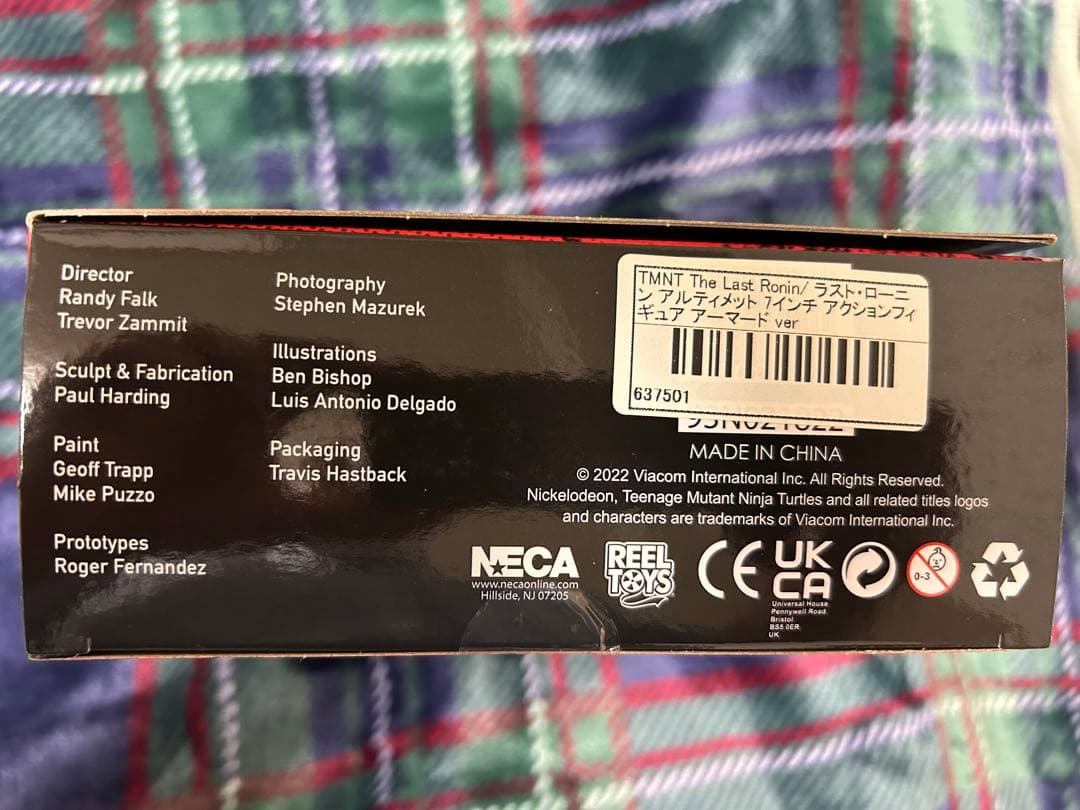 Director
Randy Falk
Trevor Zammit
Sculpt & Fabrication
Paul Harding
Paint
Geoff Trapp
Mike Puzzo
Prototypes
Roger Fernandez
Photography
Stephen Mazurek
Illustrations
Ben Bishop
Luis Antonio Delgado
Packaging
Travis Hastback
TMNT The Last Ronin/ ラスト・ローニ
ン アルティメット 7インチ アクションフィ
ギュア アーマード ver
637501
MADE IN CHINA
© 2022 Viacom International Inc. All Rights Reserved.
Nickelodeon, Teenage Mutant Ninja Turtles and all related titles logos
and characters are trademarks of Viacom International Inc.
NECA
www.necaonline.com
Hillside, NJ 07205
REEL
TOYS
CE
UK
CA
Universal House
Pennywell Road
Bristol
BS5 0ER
UK
0-3